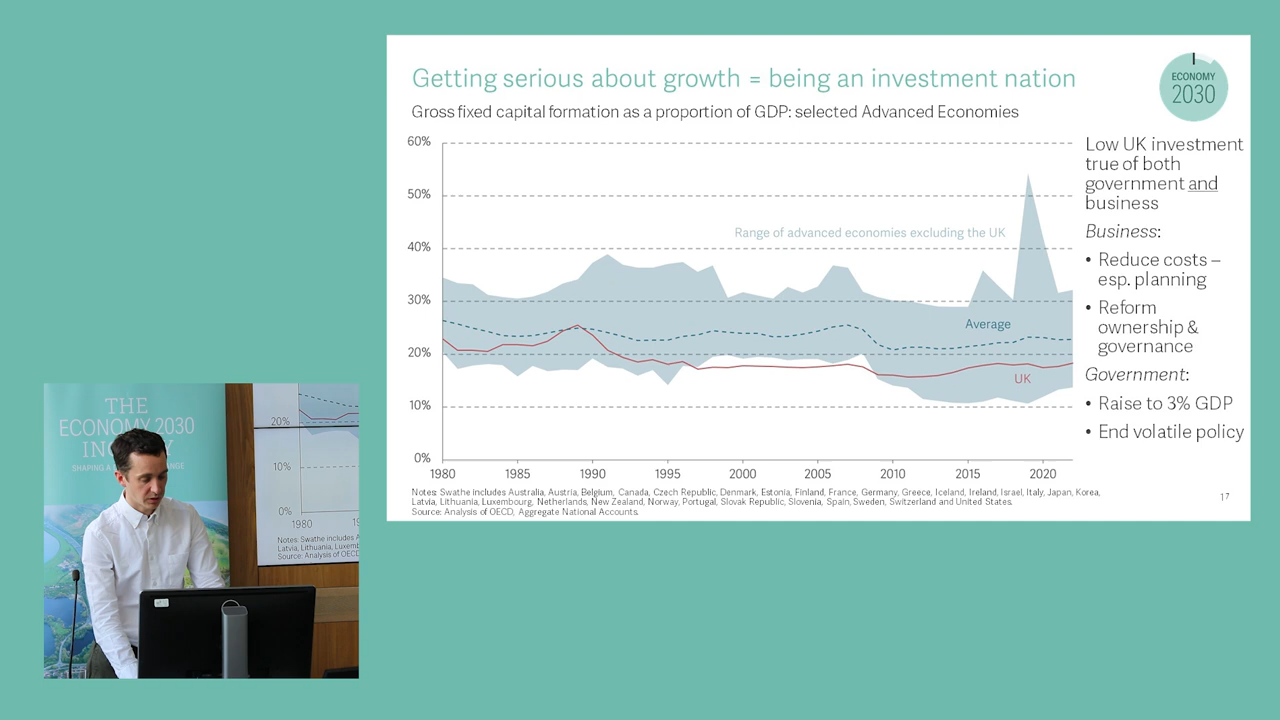 Getting serious about growth = being an investment nation
ECONOMY
2030
Gross fixed capital formation as a proportion of GDP: selected Advanced Economies
60%
50%
40%
30%
20%
10%
0%
Range of advanced economies excluding the UK
Average
UK
1980
1985
1990
1995
2000
2005
2010
2015
2020
Low UK investment
true of both
government and
business
Business:
• Reduce costs –
esp. planning
• Reform
ownership &
governance
Government:
• Raise to 3% GDP
• End volatile policy
Notes: Swathe includes Australia, Austria, Belgium, Canada, Czech Republic, Denmark, Estonia, Finland, France, Germany, Greece, Iceland, Ireland, Israel, Italy, Japan, Korea,
Latvia, Lithuania, Luxembourg, Netherlands, New Zealand, Norway, Portugal, Slovak Republic, Slovenia, Spain, Sweden, Switzerland and United States.
Source: Analysis of OECD, Aggregate National Accounts.
17
THE
ECONOMY 2030
IN
SHAPING A
NGE
20%
10%
0%
1980
Notes: Swathe includes A
Latvia, Lithuania, Luxemb
Source: Analysis of OECD